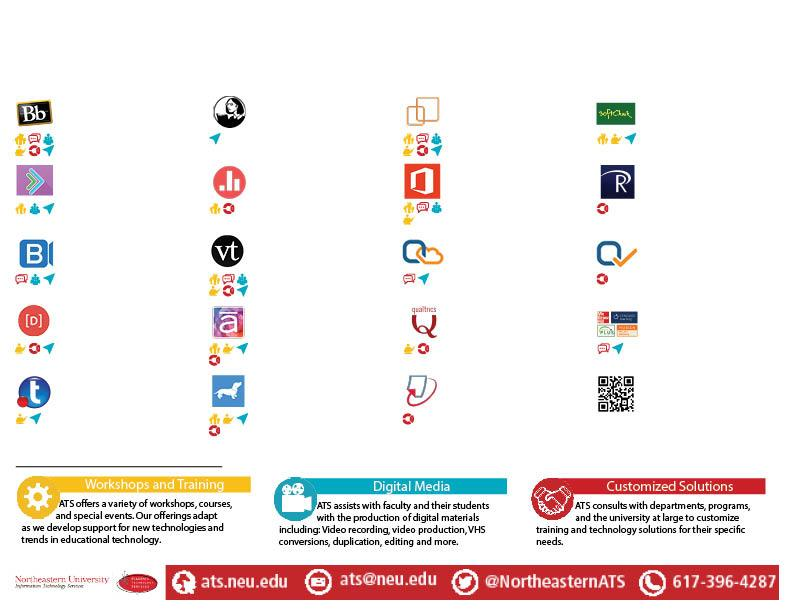 Bb
SoftChalk
R
B
vt
[D]
ā
qualtrics
Q
t
Workshops and Training
ATS offers a variety of workshops, courses,
and special events. Our offerings adapt
as we develop support for new technologies and
trends in educational technology.
Digital Media
ATS assists with faculty and their students
with the production of digital materials
including: Video recording, video production, VHS
conversions, duplication, editing and more.
Customized Solutions
ATS consults with departments, programs,
and the university at large to customize
training and technology solutions for their specific
needs.
Northeastern University
Information Technology Services
ats.neu.edu
ats@neu.edu
@NortheasternATS
617-396-4287